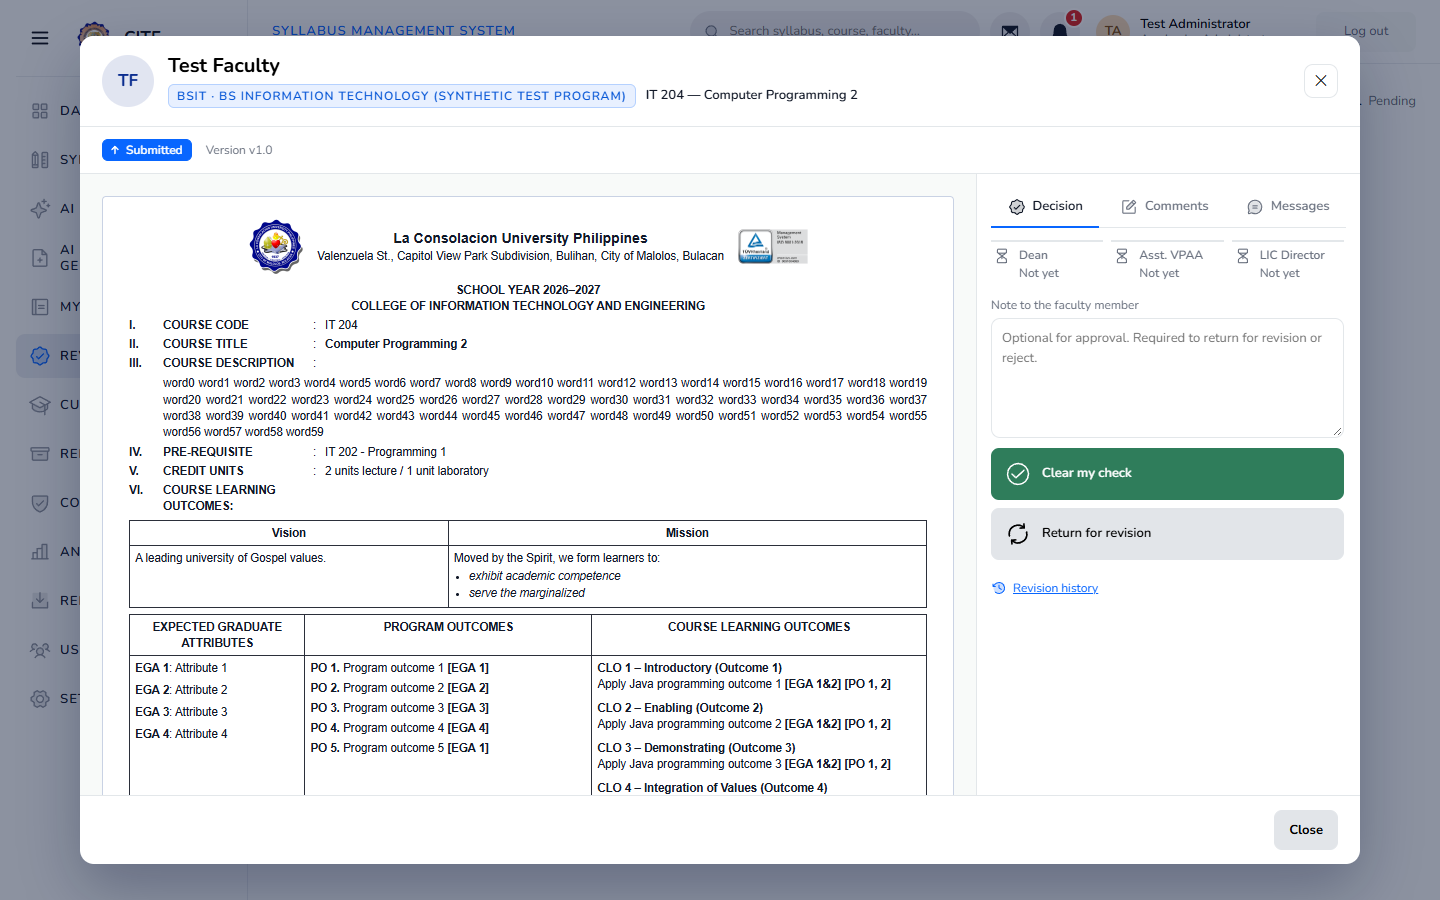 CITE
SYLLABUS MANAGEMENT SYSTEM
Search syllabus, course, faculty...
1
TA
Test Administrator
Log out
DA
SY
AI
AI
GE
MY
RE
CU
RE
CO
AN
RE
US
SE
Pending
TF
Test Faculty
BSIT · BS INFORMATION TECHNOLOGY (SYNTHETIC TEST PROGRAM)
IT 204 — Computer Programming 2
Submitted
Version v1.0
La Consolacion University Philippines
Valenzuela St., Capitol View Park Subdivision, Bulihan, City of Malolos, Bulacan
SCHOOL YEAR 2026–2027
COLLEGE OF INFORMATION TECHNOLOGY AND ENGINEERING
I. COURSE CODE : IT 204
II. COURSE TITLE : Computer Programming 2
III. COURSE DESCRIPTION :
word0 word1 word2 word3 word4 word5 word6 word7 word8 word9 word10 word11 word12 word13 word14 word15 word16 word17 word18 word19
word20 word21 word22 word23 word24 word25 word26 word27 word28 word29 word30 word31 word32 word33 word34 word35 word36 word37
word38 word39 word40 word41 word42 word43 word44 word45 word46 word47 word48 word49 word50 word51 word52 word53 word54 word55
word56 word57 word58 word59
IV. PRE-REQUISITE : IT 202 - Programming 1
V. CREDIT UNITS : 2 units lecture / 1 unit laboratory
VI. COURSE LEARNING
OUTCOMES:
Vision
Mission
A leading university of Gospel values.
Moved by the Spirit, we form learners to:
• exhibit academic competence
• serve the marginalized
EXPECTED GRADUATE
ATTRIBUTES
PROGRAM OUTCOMES
COURSE LEARNING OUTCOMES
EGA 1: Attribute 1
EGA 2: Attribute 2
EGA 3: Attribute 3
EGA 4: Attribute 4
PO 1. Program outcome 1 [EGA 1]
PO 2. Program outcome 2 [EGA 2]
PO 3. Program outcome 3 [EGA 3]
PO 4. Program outcome 4 [EGA 4]
PO 5. Program outcome 5 [EGA 1]
CLO 1 – Introductory (Outcome 1)
Apply Java programming outcome 1 [EGA 1&2] [PO 1, 2]
CLO 2 – Enabling (Outcome 2)
Apply Java programming outcome 2 [EGA 1&2] [PO 1, 2]
CLO 3 – Demonstrating (Outcome 3)
Apply Java programming outcome 3 [EGA 1&2] [PO 1, 2]
CLO 4 – Integration of Values (Outcome 4)
Decision
Comments
Messages
Dean
Not yet
Asst. VPAA
Not yet
LIC Director
Not yet
Note to the faculty member
Optional for approval. Required to return for revision or
reject.
Clear my check
Return for revision
Revision history
Close